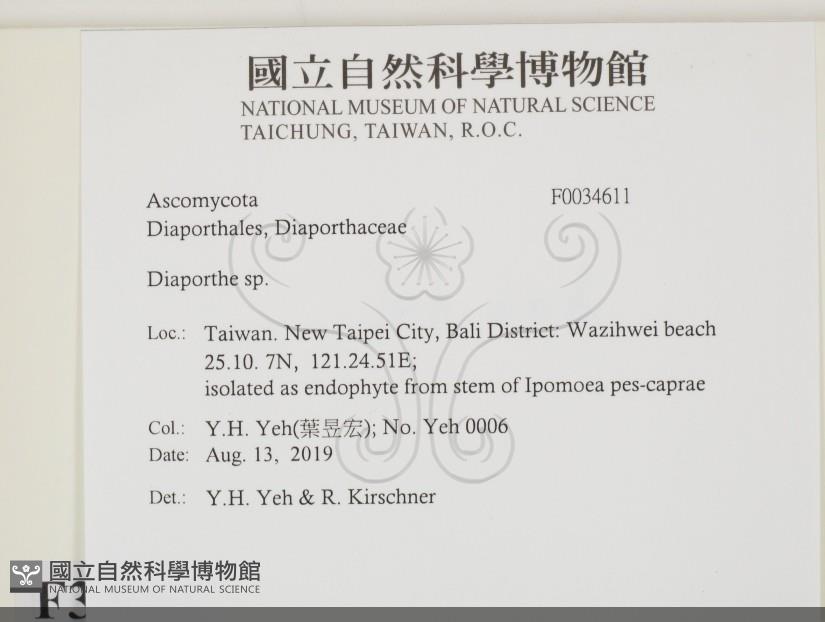 國立自然科學博物館
NATIONAL MUSEUM OF NATURAL SCIENCE
TAICHUNG, TAIWAN, R.O.C.
Ascomycota F0034611
Diaporthales, Diaporthaceae
Diaporthe sp.
Loc.: Taiwan. New Taipei City, Bali District: Wazihwei beach
25.10. 7N, 121.24.51E;
isolated as endophyte from stem of Ipomoea pes-caprae
Col.: Y.H. Yeh(葉昱宏); No. Yeh 0006
Date: Aug. 13, 2019
Det.: Y.H. Yeh & R. Kirschner
國立自然科學博物館
NATIONAL MUSEUM OF NATURAL SCIENCE